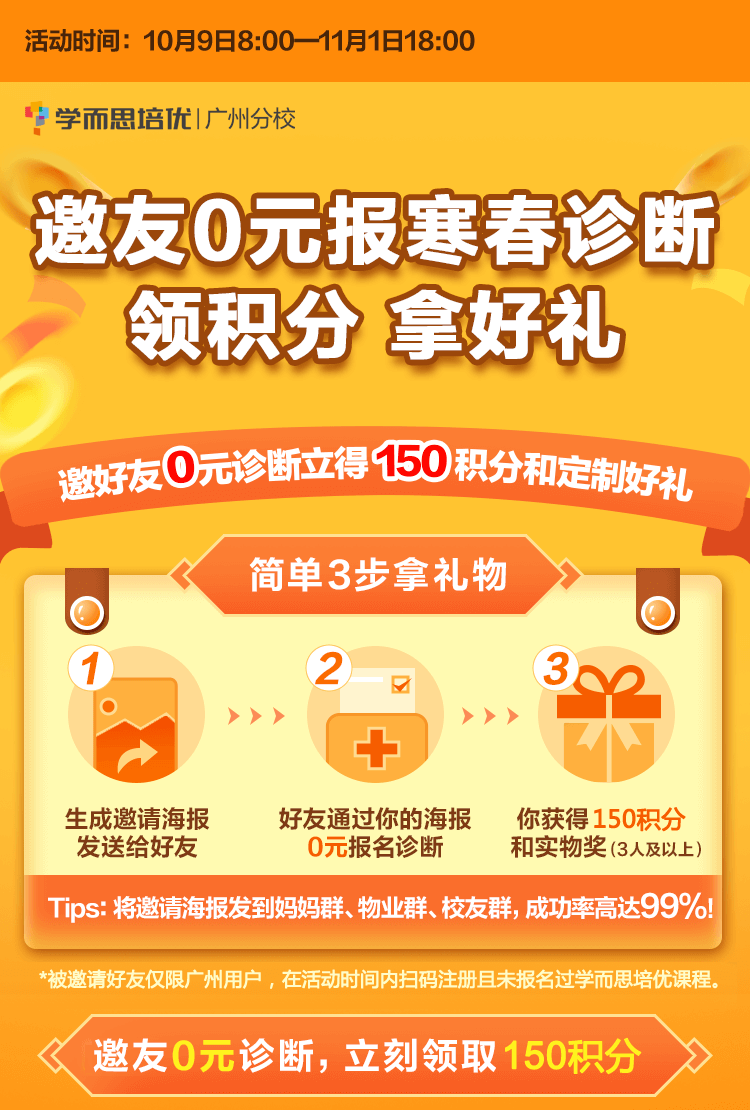 活动时间：10月9日8:00—11月1日18:00
学而思培优|广州分校
邀友0元报寒春诊断
领积分 拿好礼
邀好友0元诊断立得150积分和定制好礼
简单3步拿礼物
1
2
3
生成邀请海报
发送给好友
好友通过你的海报
0元报名诊断
你获得150积分
和实物奖(3人及以上)
Tips: 将邀请海报发到妈妈群、物业群、校友群, 成功率高达99%!
*被邀请好友仅限广州用户，在活动时间内扫码注册且未报名过学而思培优课程。
邀友0元诊断, 立刻领取150积分